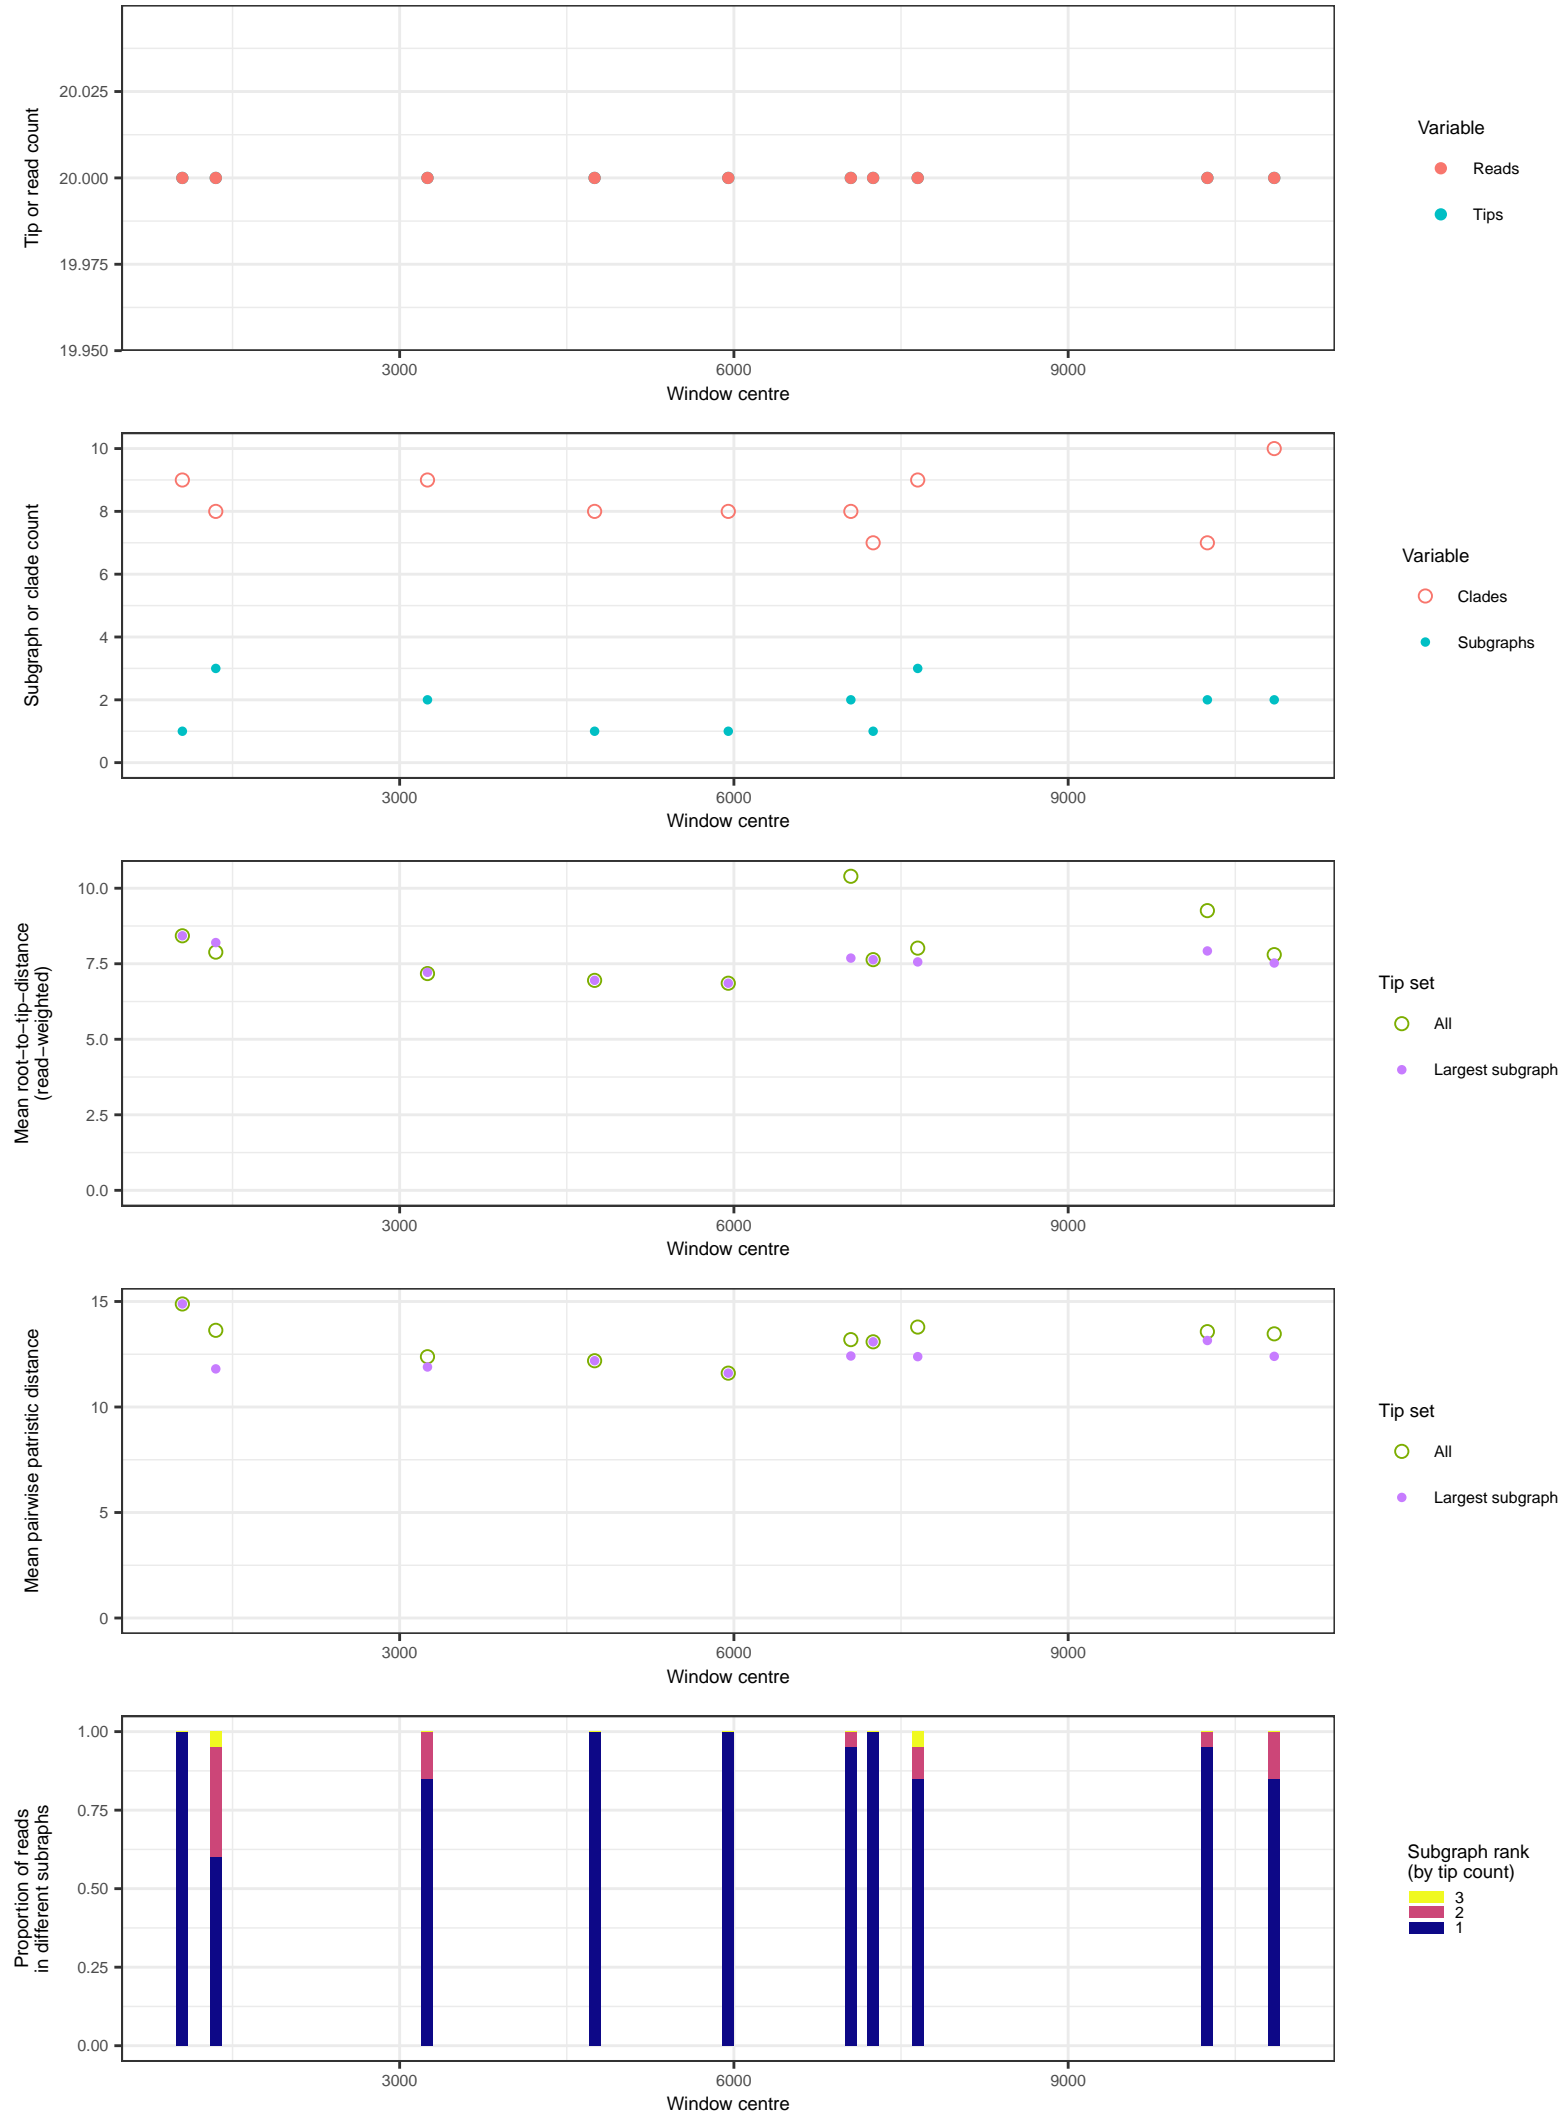 Tip or read count
20.025
20.000
19.975
19.950
3000
6000
9000
Window centre
Variable
Reads
Tips
Subgraph or clade count
10
8
6
4
2
0
3000
6000
9000
Window centre
Variable
Clades
Subgraphs
Mean root−to−tip−distance
(read−weighted)
10.0
7.5
5.0
2.5
0.0
3000
6000
9000
Window centre
Tip set
All
Largest subgraph
Mean pairwise patristic distance
15
10
5
0
3000
6000
9000
Window centre
Tip set
All
Largest subgraph
Proportion of reads
in different subraphs
1.00
0.75
0.50
0.25
0.00
3000
6000
9000
Window centre
Subgraph rank
(by tip count)
3
2
1